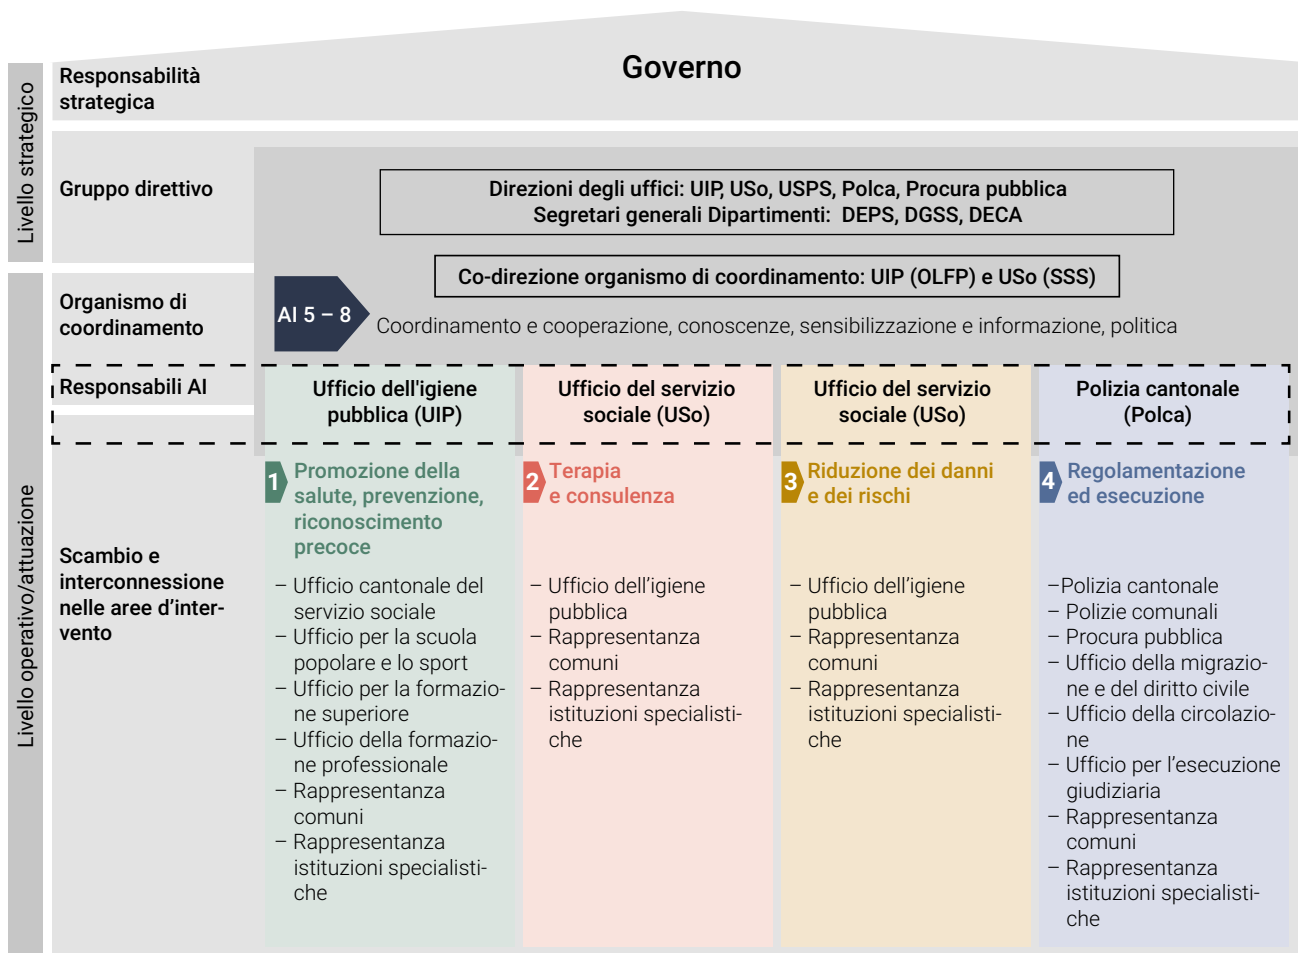 Governo
Livello strategico
Responsabilità
strategica
Gruppo direttivo
Direzioni degli uffici: UIP, USo, USPS, Polca, Procura pubblica
Segretari generali Dipartimenti:  DEPS, DGSS, DECA
Livello operativo/attuazione
Organismo di
coordinamento
Co-direzione organismo di coordinamento: UIP (OLFP) e USo (SSS)
AI 5 – 8
Coordinamento e cooperazione, conoscenze, sensibilizzazione e informazione, politica
Responsabili AI
Ufficio dell'igiene
pubblica (UIP)
Ufficio del servizio
sociale (USo)
Ufficio del servizio
sociale (USo)
Polizia cantonale
(Polca)
Scambio e
interconnessione
nelle aree d’inter-
vento
1
Promozione della
salute, prevenzione,
riconoscimento
precoce
– Ufficio cantonale del
servizio sociale
– Ufficio per la scuola
popolare e lo sport
– Ufficio per la formazio-
ne superiore
– Ufficio della formazio-
ne professionale
– Rappresentanza
comuni
– Rappresentanza
istituzioni specialisti-
che
2
Terapia
e consulenza
– Ufficio dell’igiene
pubblica
– Rappresentanza
comuni
– Rappresentanza
istituzioni specialisti-
che
3
Riduzione dei danni
e dei rischi
– Ufficio dell’igiene
pubblica
– Rappresentanza
comuni
– Rappresentanza
istituzioni specialisti-
che
4
Regolamentazione
ed esecuzione
–Polizia cantonale
– Polizie comunali
– Procura pubblica
– Ufficio della migrazio-
ne e del diritto civile
– Ufficio della circolazio-
ne
– Ufficio per l’esecuzione
giudiziaria
– Rappresentanza
comuni
– Rappresentanza
istituzioni specialisti-
che